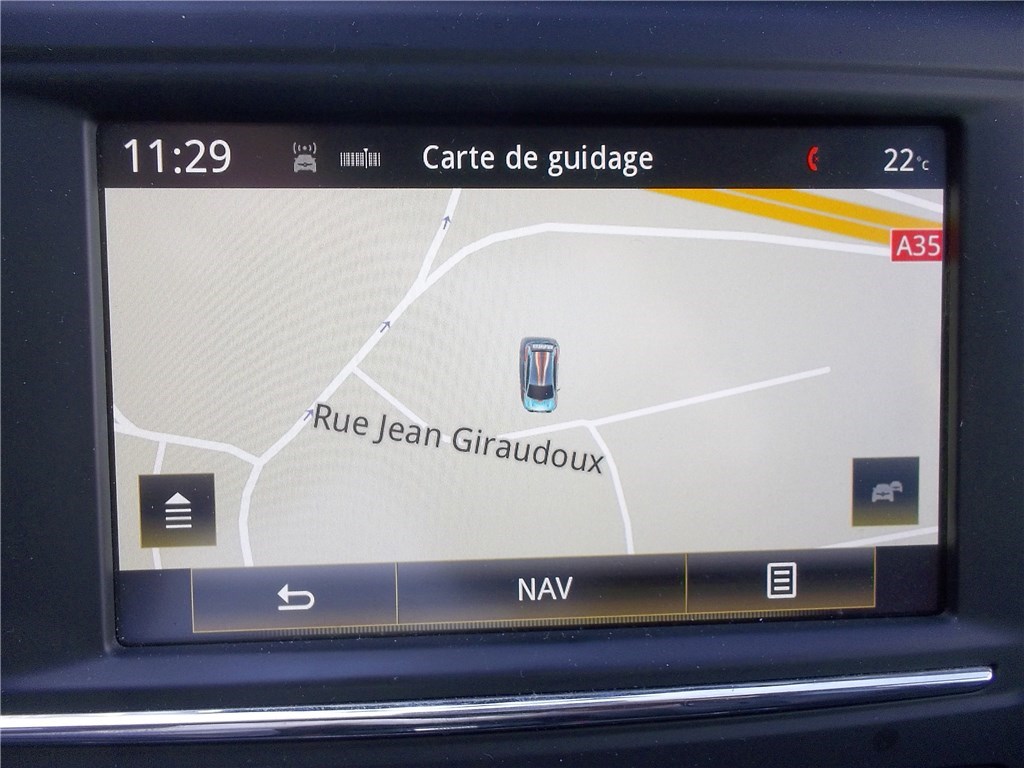 11:29 Carte de guidage 22°C
A35
Rue Jean Giraudoux
NAV